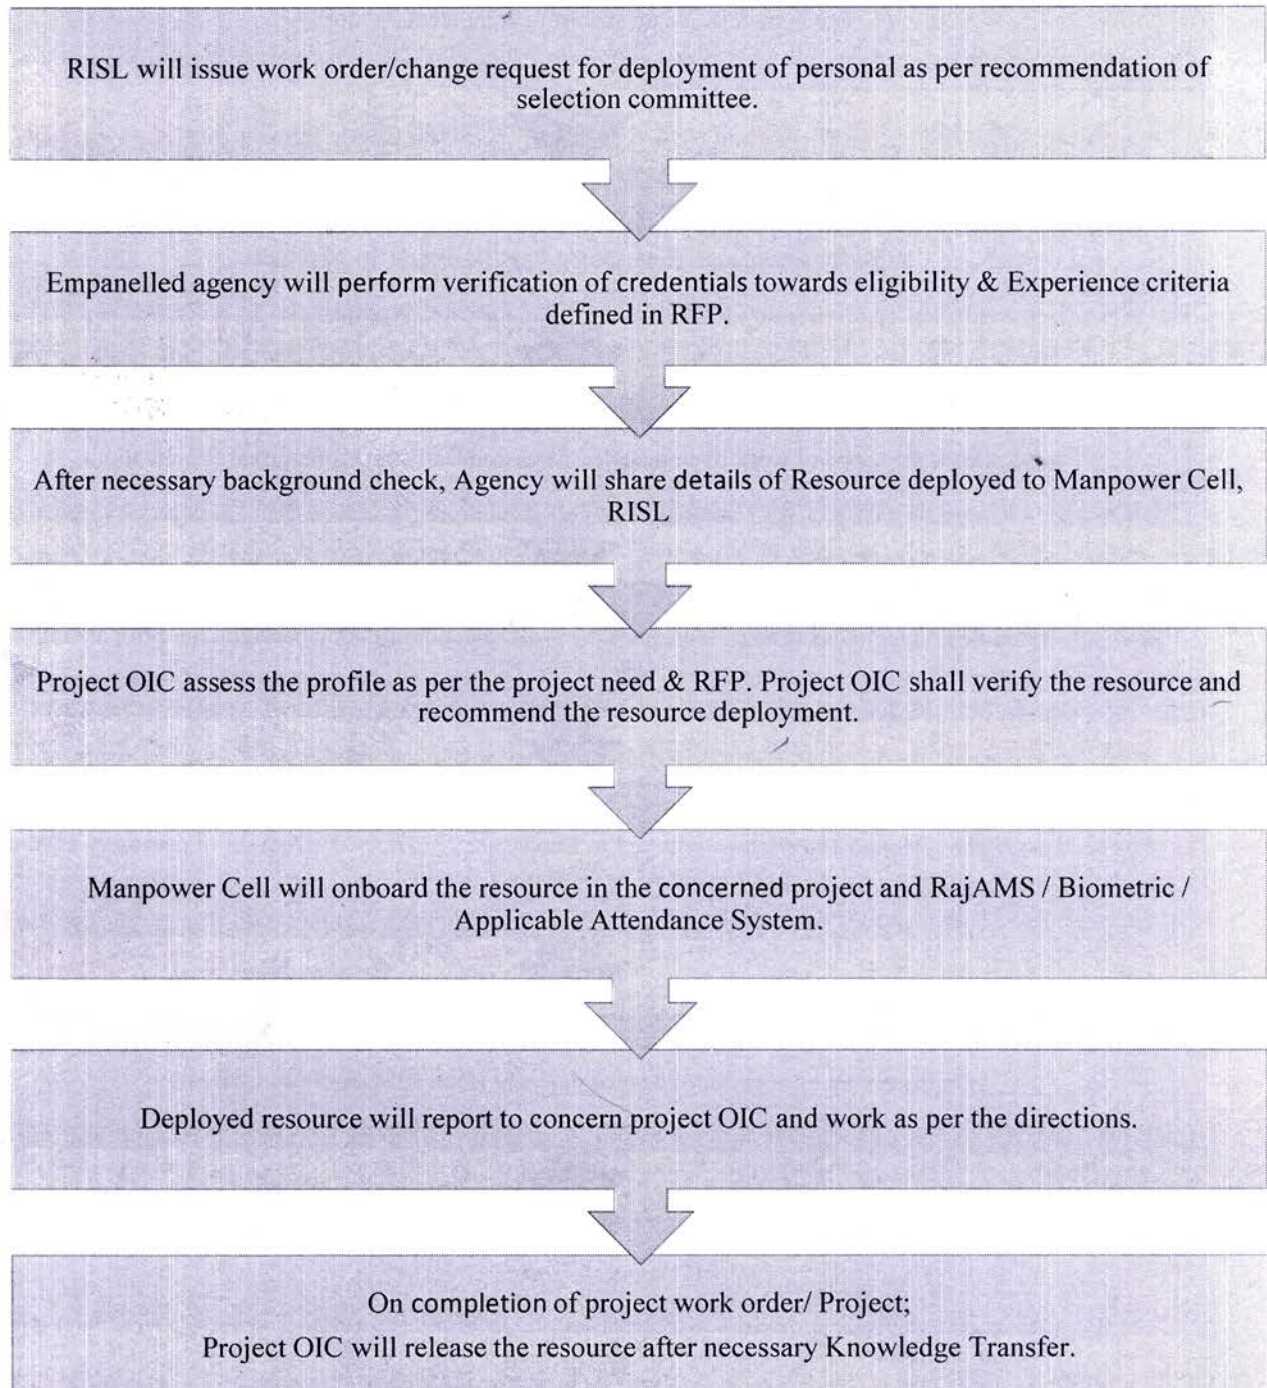 RISL will issue work order/change request for deployment of personal as per recommendation of
selection committee.
Empanelled agency will perform verification of credentials towards eligibility & Experience criteria
defined in RFP.
After necessary background check, Agency will share details of Resource deployed to Manpower Cell,
RISL
Project OIC assess the profile as per the project need & RFP. Project OIC shall verify the resource and
recommend the resource deployment.
Manpower Cell will onboard the resource in the concerned project and RajAMS / Biometric /
Applicable Attendance System.
Deployed resource will report to concern project OIC and work as per the directions.
On completion of project work order/ Project;
Project OIC will release the resource after necessary Knowledge Transfer.